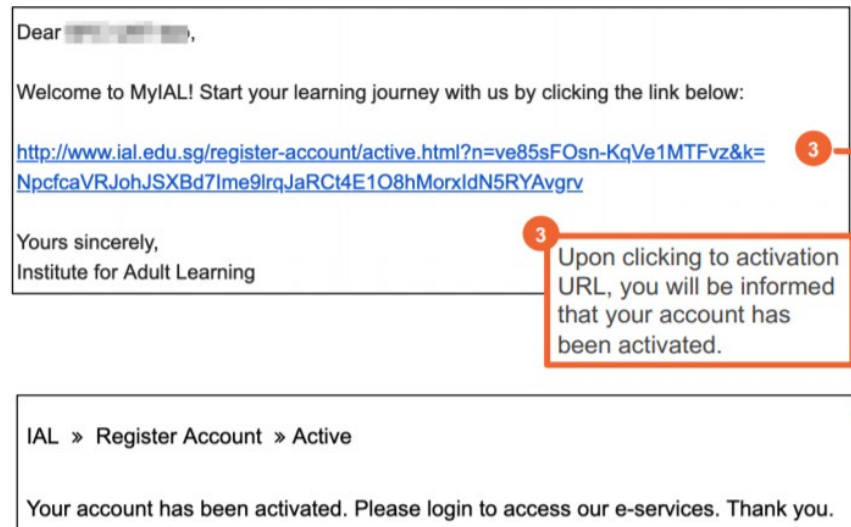 Dear
Welcome to MyIAL! Start your learning journey with us by clicking the link below:
http://www.ial.edu.sg/register-account/active.html?n=ve85sFOsn-KqVe1MTFvz&k=
NpcfcaVRJohJSXBd7Ime9lrqJaRCt4E1O8hMorxIdN5RYAvgrv
3
Yours sincerely,
Institute for Adult Learning
3
Upon clicking to activation
URL, you will be informed
that your account has
been activated.
IAL » Register Account » Active
Your account has been activated. Please login to access our e-services. Thank you.